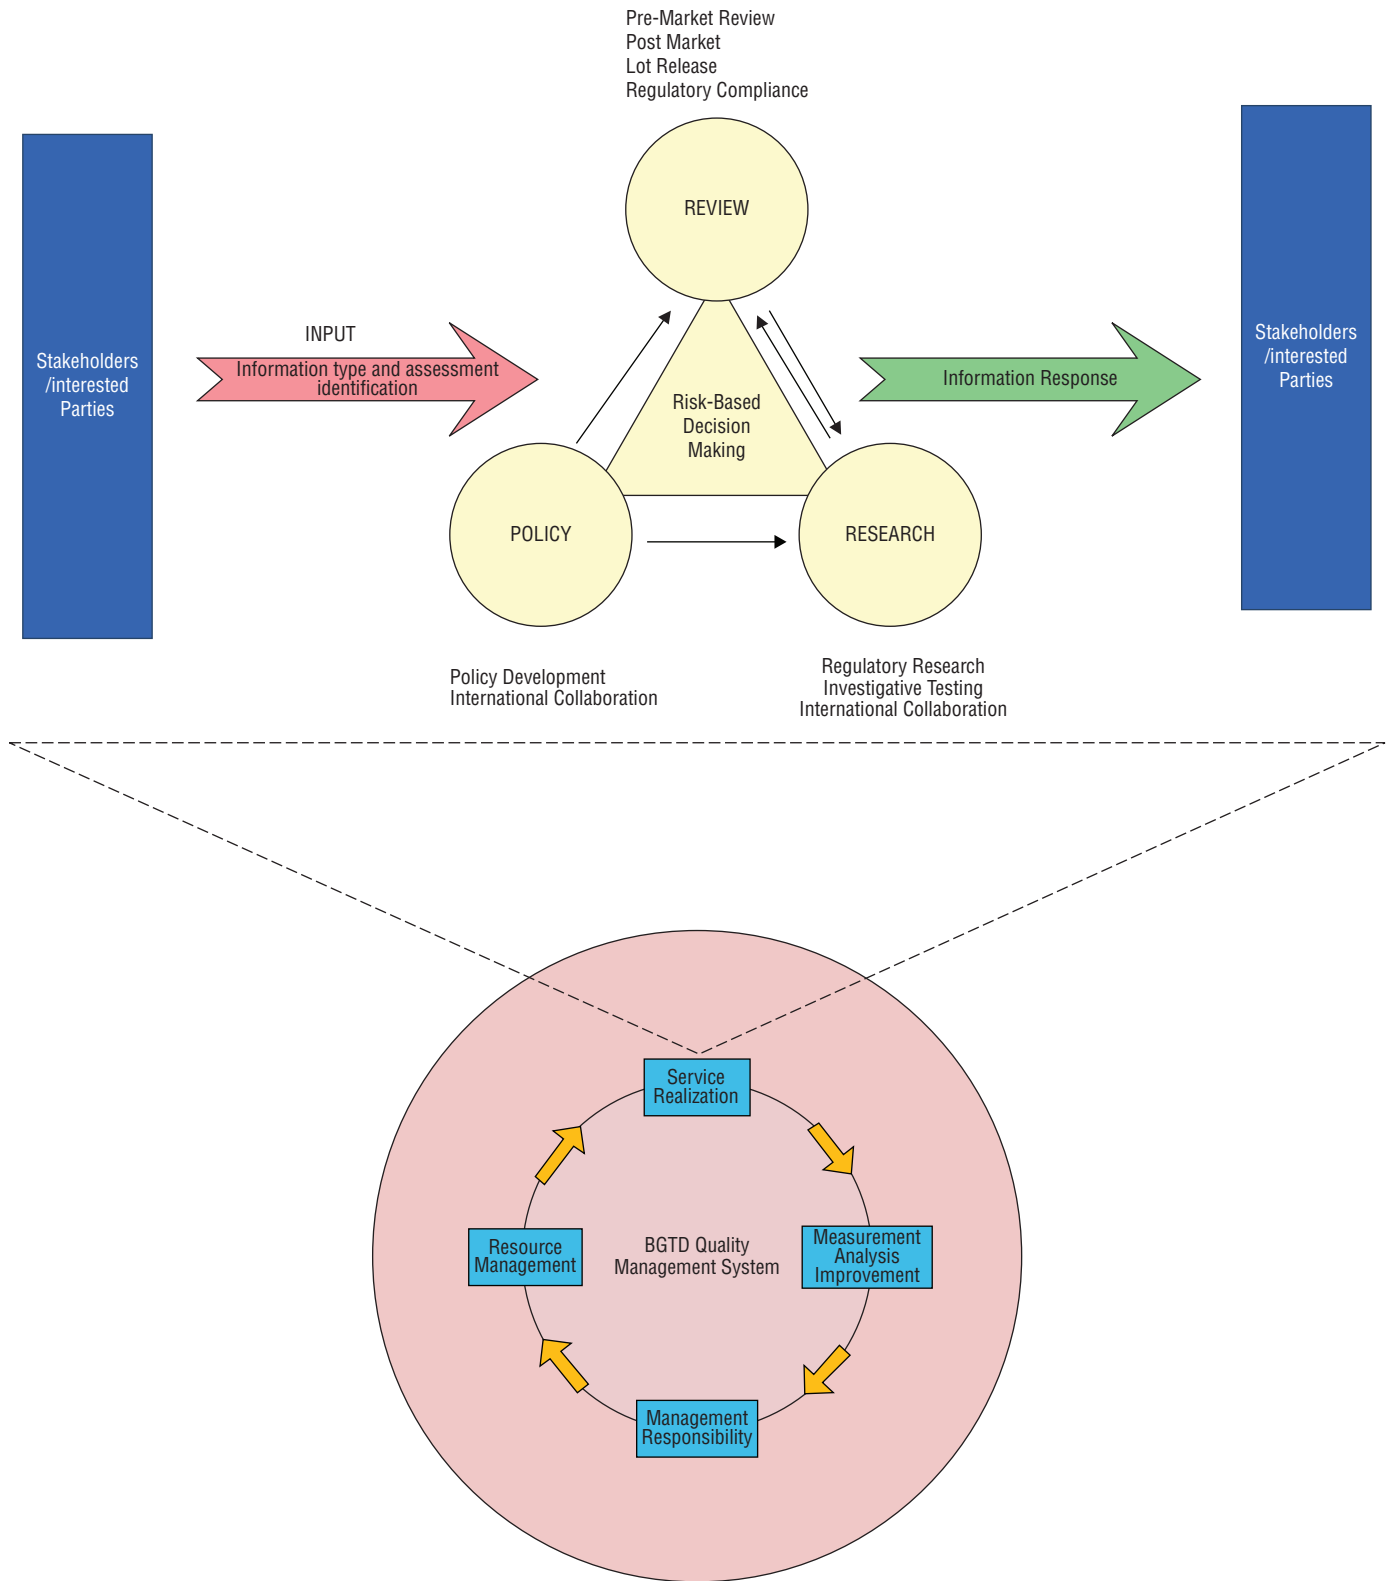 Pre-Market Review
Post Market
Lot Release
Regulatory Compliance
REVIEW
Stakeholders
/interested
Parties
INPUT
Information type and assessment
identification
Risk-Based
Decision
Making
Information Response
Stakeholders
/interested
Parties
POLICY
RESEARCH
Policy Development
International Collaboration
Regulatory Research
Investigative Testing
International Collaboration
Service
Realization
Resource
Management
BGTD Quality
Management System
Measurement
Analysis
Improvement
Management
Responsibility